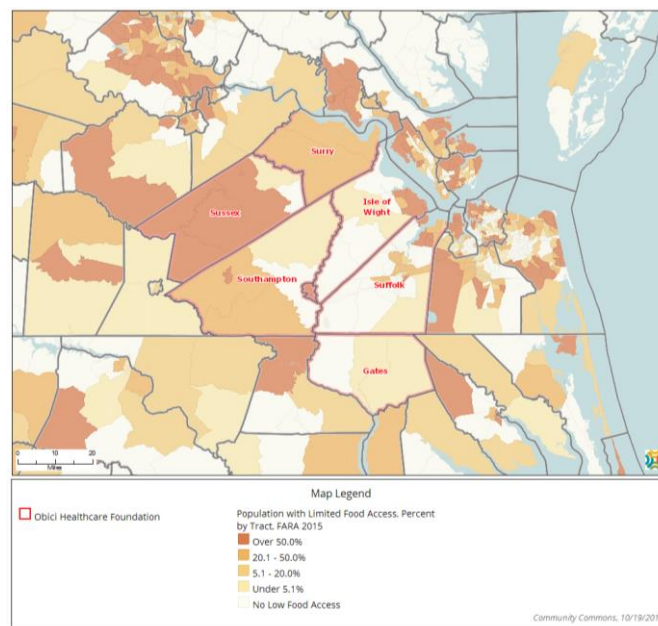 Surry
Sussex
Isle of
Wight
Southampton
Suffolk
Gates
0 10 20
Miles
Map Legend
Obici Healthcare Foundation
Population with Limited Food Access, Percent
by Tract, FARA 2015
Over 50.0%
20.1 - 50.0%
5.1 - 20.0%
Under 5.1%
No Low Food Access
Community Commons, 10/19/201